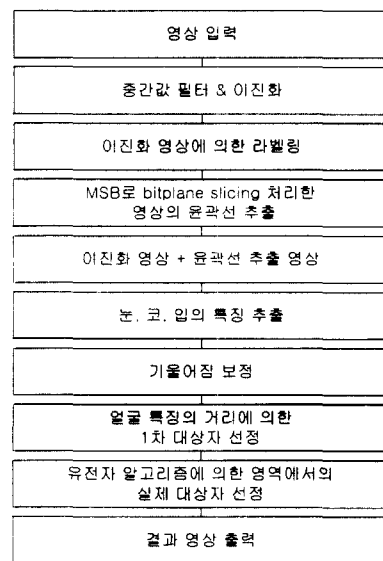 영상 입력
중간값 필터 & 이진화
이진화 영상에 의한 라벨링
MSB로 bitplane slicing 처리한
영상의 윤곽선 추출
이진화 영상 + 윤곽선 추출 영상
눈, 코, 입의 특징 추출
기울어짐 보정
얼굴 특징의 거리에 의한
1차 대상자 선정
유전자 알고리즘에 의한 영역에서의
실제 대상자 선정
결과 영상 출력